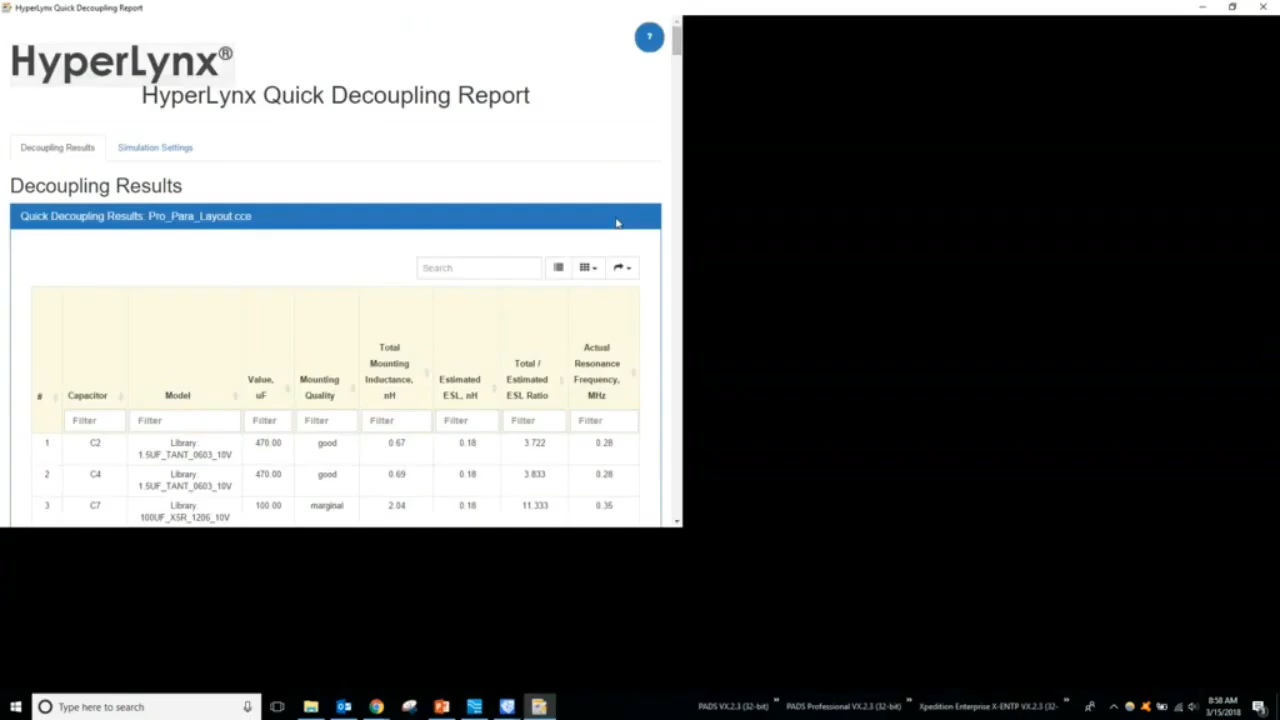 HyperLynx Quick Decoupling Report
?
HyperLynx®
HyperLynx Quick Decoupling Report
Decoupling Results
Simulation Settings
Decoupling Results
Quick Decoupling Results: Pro_Para_Layout.cce
Search
#
Capacitor
Model
Value,
uF
Mounting
Quality
Total
Mounting
Inductance,
nH
Estimated
ESL, nH
Total /
Estimated
ESL Ratio
Actual
Resonance
Frequency,
MHz
Filter Filter Filter Filter Filter Filter Filter Filter
1 C2 Library: 470.00 good 0.67 0.18 3.722 0.28
1.5UF_TANT_0603_10V
2 C4 Library: 470.00 good 0.69 0.18 3.833 0.28
1.5UF_TANT_0603_10V
3 C7 Library: 100.00 marginal 2.04 0.18 11.333 0.35
100UF_X5R_1206_10V
Type here to search
PADS VX.2.3 (32-bit)
PADS Professional VX.2.3 (32-bit)
Xpedition Enterprise X-ENTP VX.2.3 (32-
8:58 AM
3/15/2018